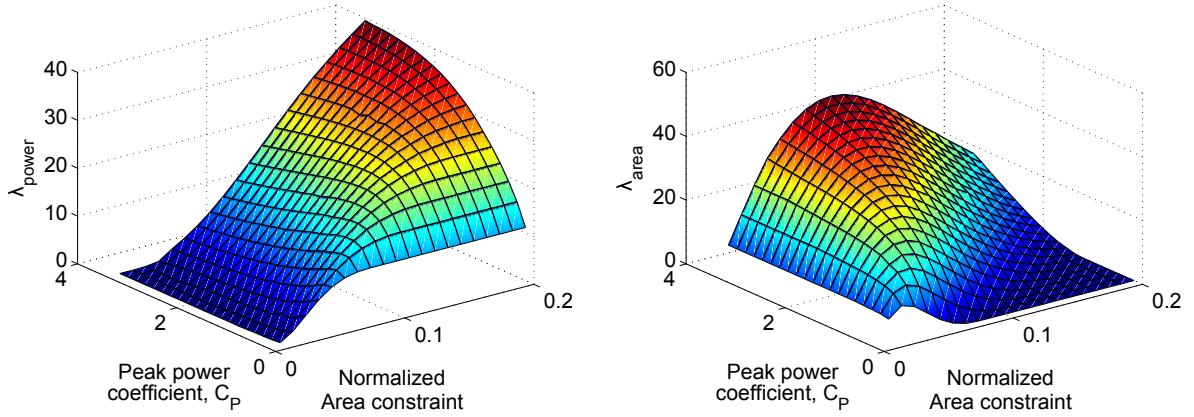 40
30
20
10
0
λpower
4
2
0
Peak power
coefficient, CP
0
0.1
0.2
Normalized
Area constraint
60
40
20
0
λarea
4
2
0
Peak power
coefficient, CP
0
0.1
0.2
Normalized
Area constraint